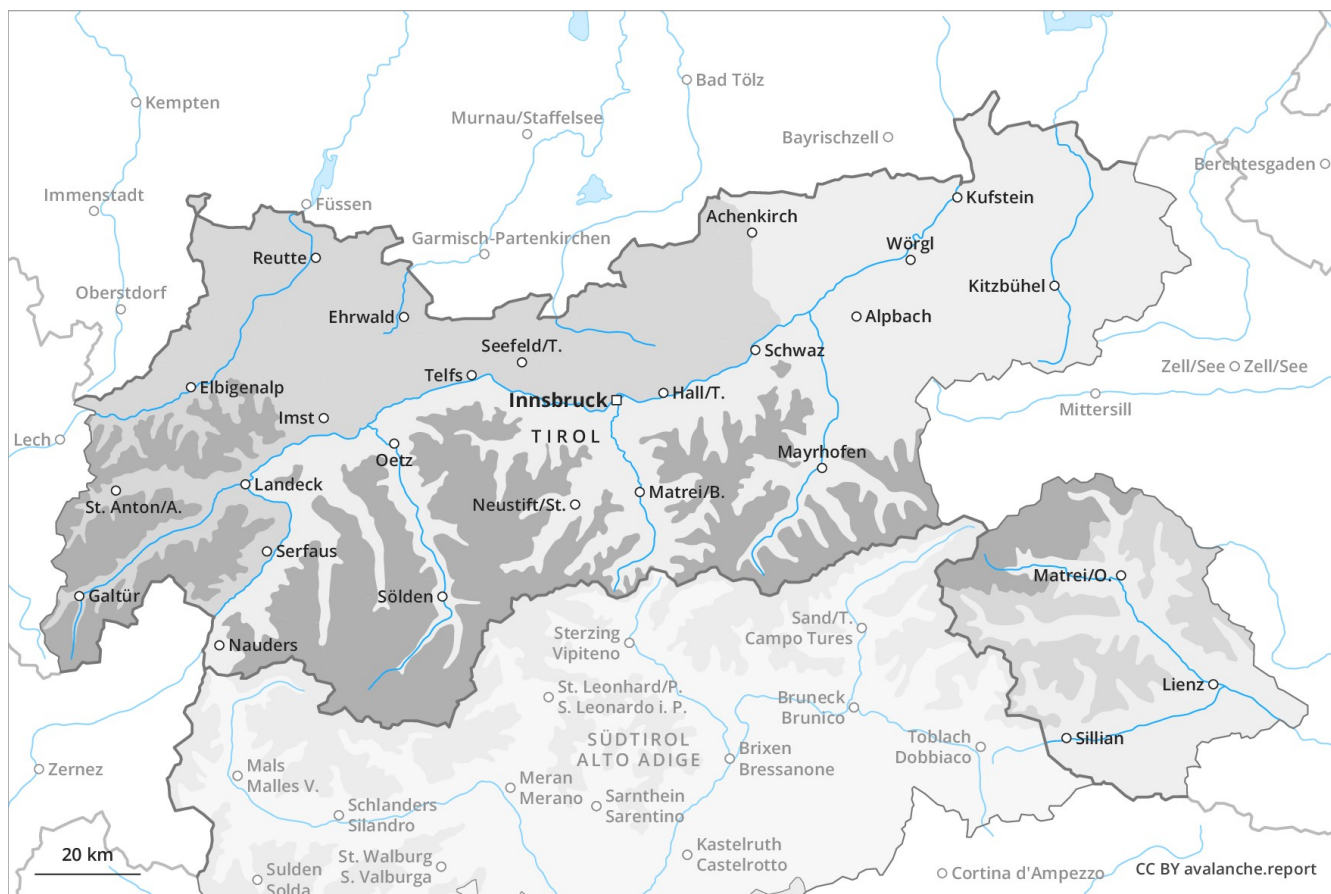 Kempten
Bad Tölz
Murnau/Staffelsee
Bayrischzell
Berchtesgaden
Immenstadt
Füssen
Kufstein
Achenkirch
Garmisch-Partenkirchen
Wörgl
Reutte
Kitzbühel
Oberstdorf
Ehrwald
Alpbach
Seefeld/T.
Schwaz
Telfs
Zell/See
Zell/See
Elbigenalp
Innsbruck
Hall/T.
Mittersill
Imst
Lech
TIROL
Oetz
Mayrhofen
Landeck
St. Anton/A.
Neustift/St.
Matrei/B.
Serfaus
Matrei/O.
Galtür
Sölden
Sand/T.
Campo Tures
Sterzing
Vipiteno
Nauders
Lienz
St. Leonhard/P.
S. Leonardo i. P.
Bruneck
Brunico
SÜDTIROL
ALTO ADIGE
Toblach
Dobbiaco
Sillian
Brixen
Bressanone
Zernez
Mals
Malles V.
Meran
Merano
Sarnthein
Sarentino
Schlanders
Silandro
Kastelruth
Castelrotto
20 km
St. Walburg
S. Valburga
Sulden
Solda
Cortina d'Ampezzo
CC BY avalanche.report